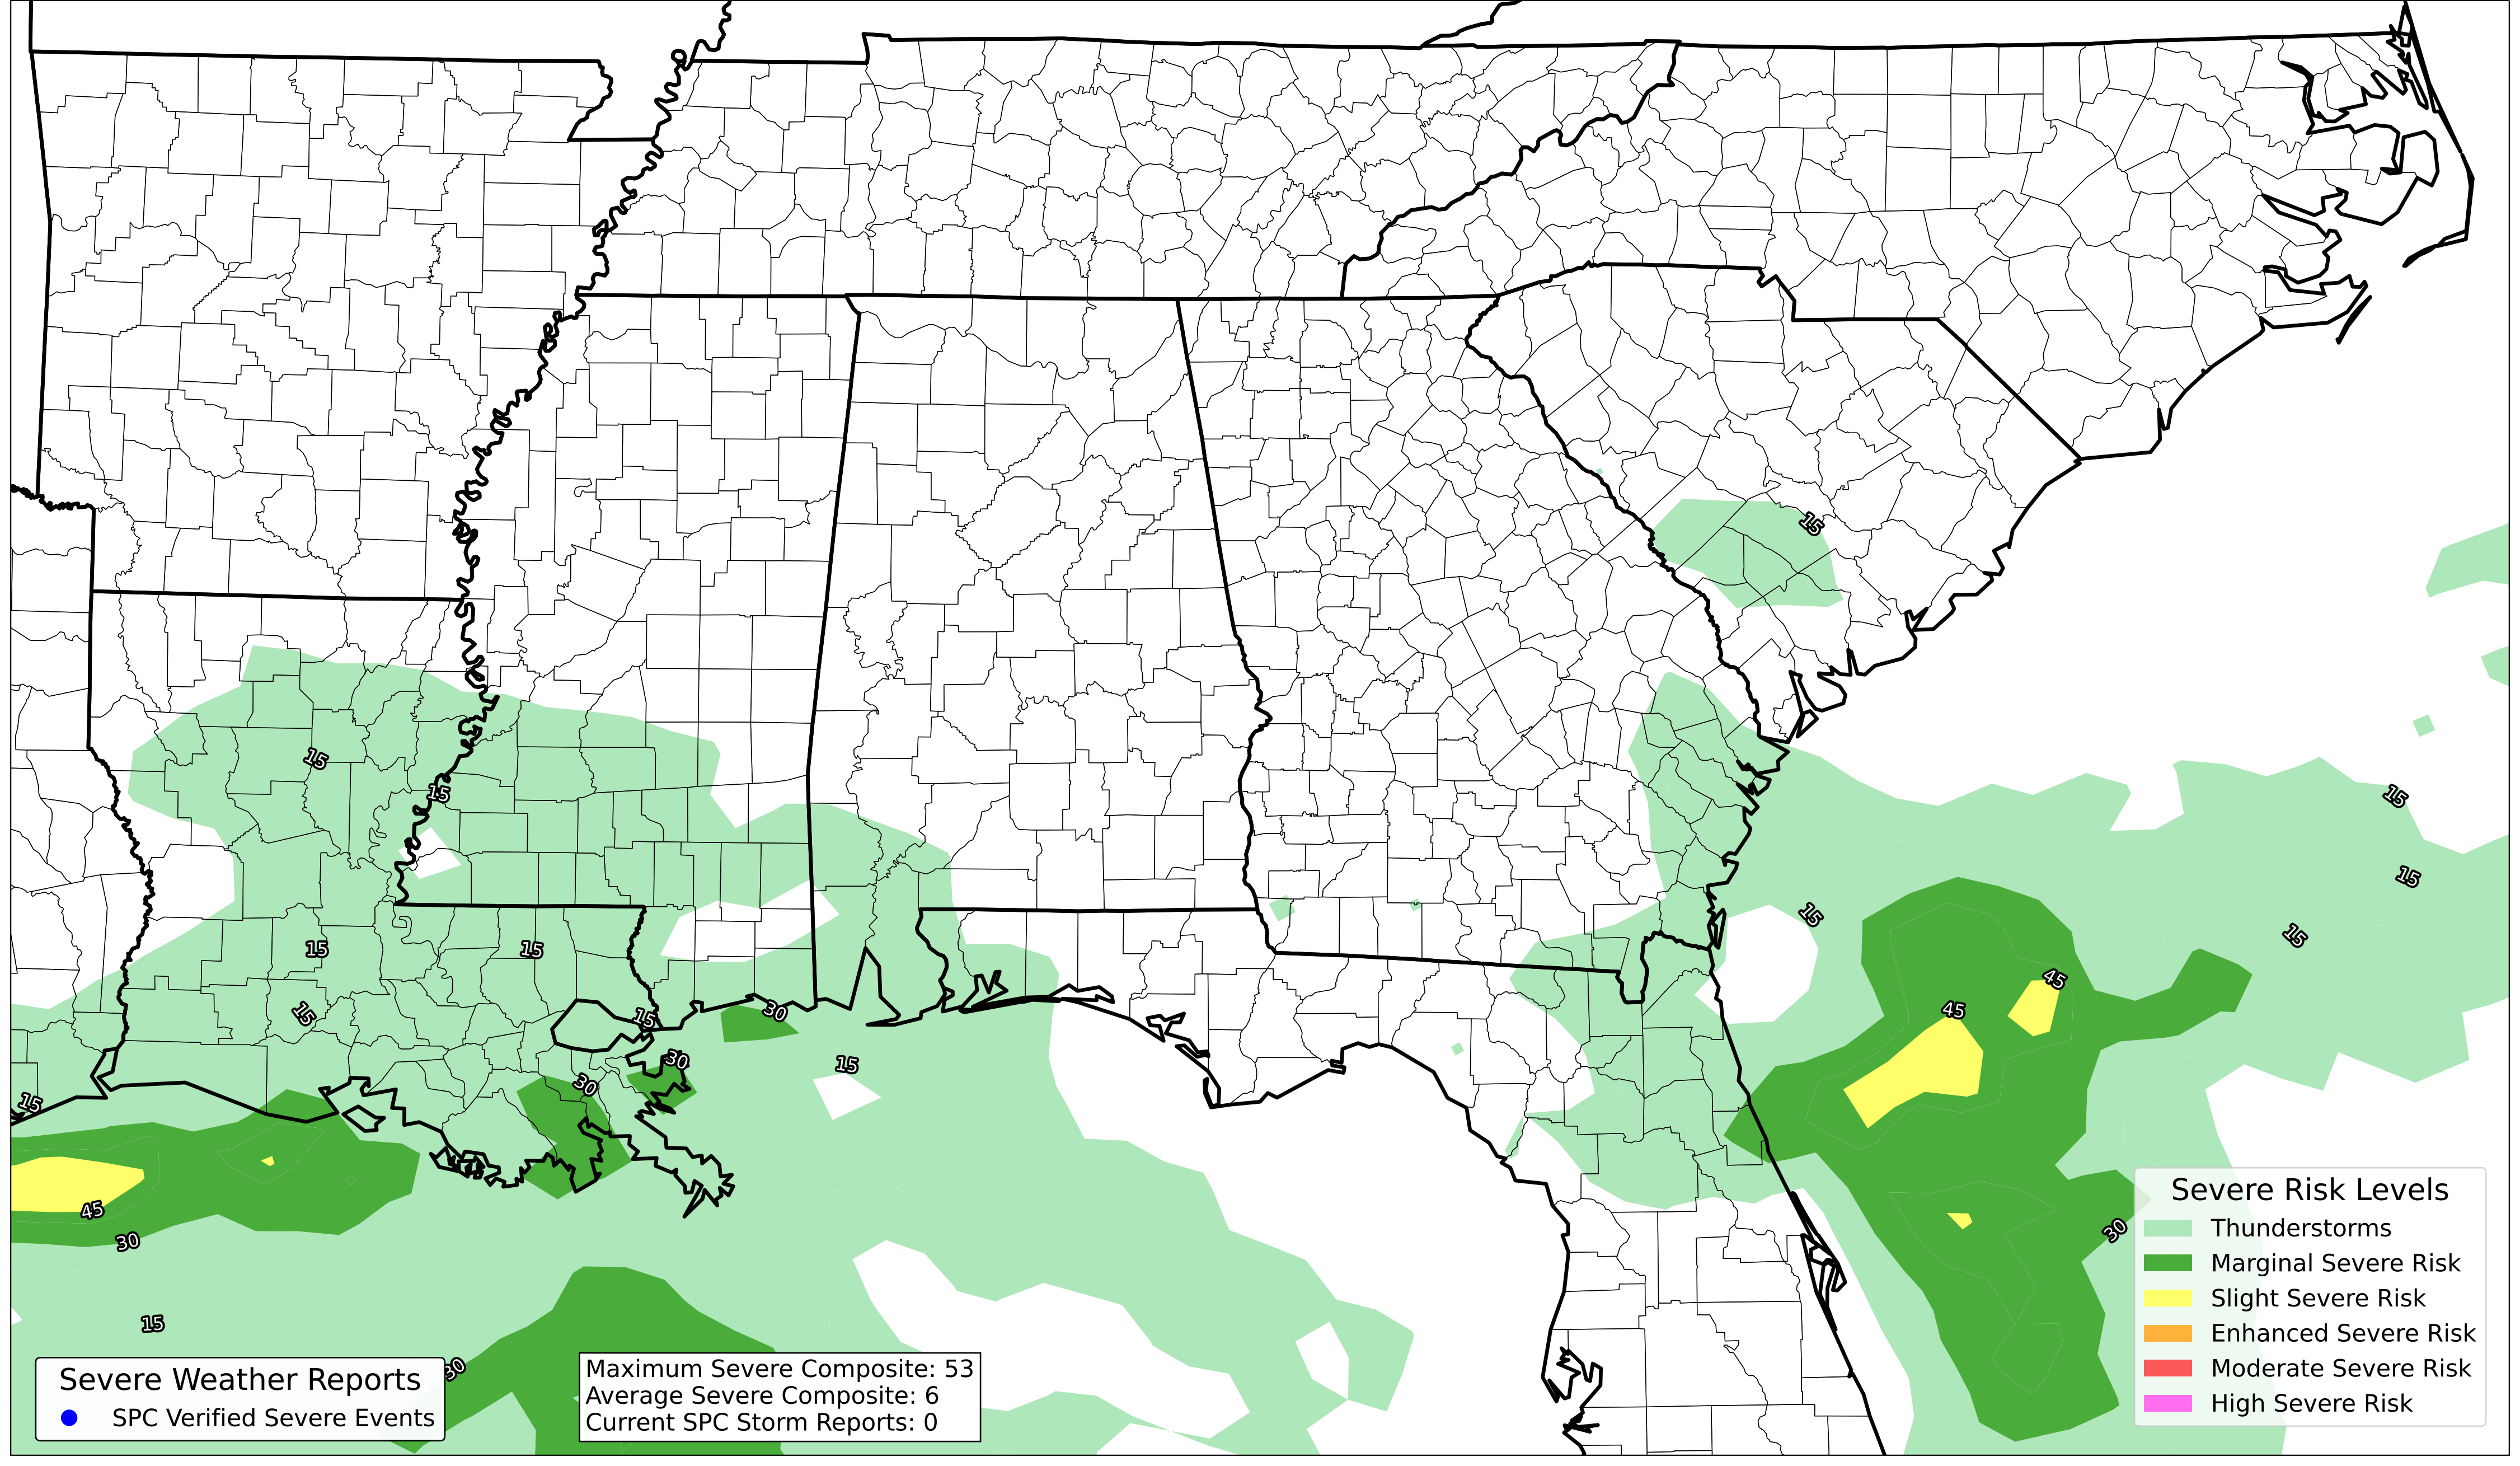 15
15
15
15
15
15
15
15
45
45
15
15
30
15
15
30
15
30
15
45
30
30
15
30
Severe Risk Levels
Thunderstorms
Marginal Severe Risk
Slight Severe Risk
Enhanced Severe Risk
Moderate Severe Risk
High Severe Risk
Severe Weather Reports
SPC Verified Severe Events
Maximum Severe Composite: 53
Average Severe Composite: 6
Current SPC Storm Reports: 0